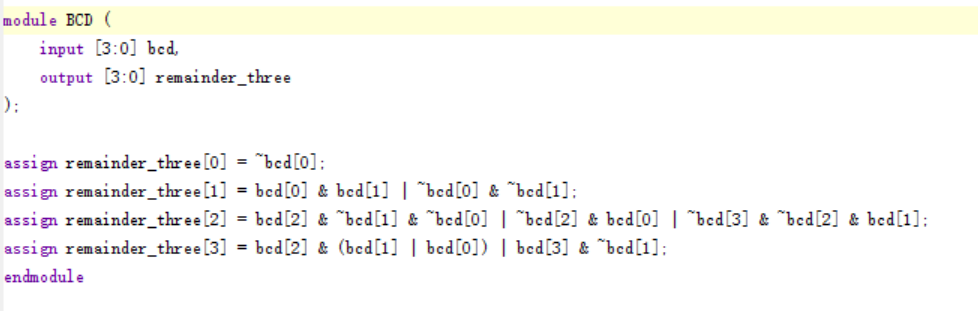 module BCD (
    input [3:0] bcd,
    output [3:0] remainder_three
);
assign remainder_three[0] = ~bcd[0];
assign remainder_three[1] = bcd[0] & bcd[1] | ~bcd[0] & ~bcd[1];
assign remainder_three[2] = bcd[2] & ~bcd[1] & ~bcd[0] | ~bcd[2] & bcd[0] | ~bcd[3] & ~bcd[2] & bcd[1];
assign remainder_three[3] = bcd[2] & (bcd[1] | bcd[0]) | bcd[3] & ~bcd[1];
endmodule